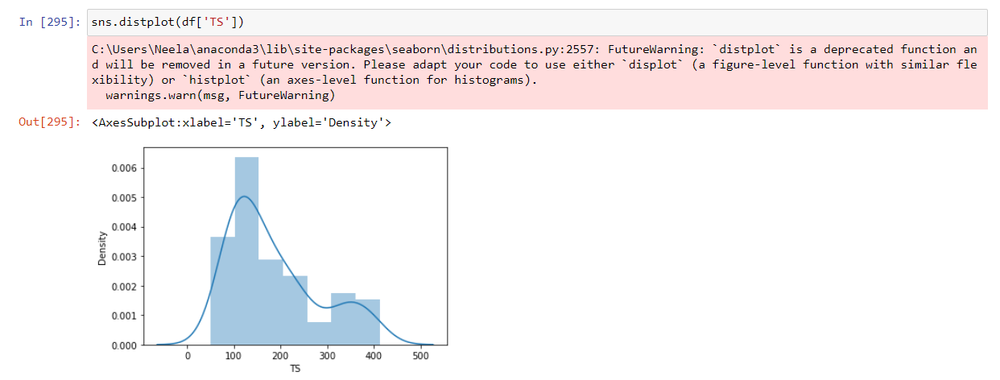 In [295]: sns.distplot(df['TS'])
C:\Users\Neela\anaconda3\lib\site-packages\seaborn\distributions.py:2557: FutureWarning: `distplot` is a deprecated function an
d will be removed in a future version. Please adapt your code to use either `displot` (a figure-level function with similar fle
xibility) or `histplot` (an axes-level function for histograms).
  warnings.warn(msg, FutureWarning)
Out[295]: <AxesSubplot:xlabel='TS', ylabel='Density'>
0.006
0.005
0.004
0.003
0.002
0.001
0.000
Density
0 100 200 300 400 500
TS